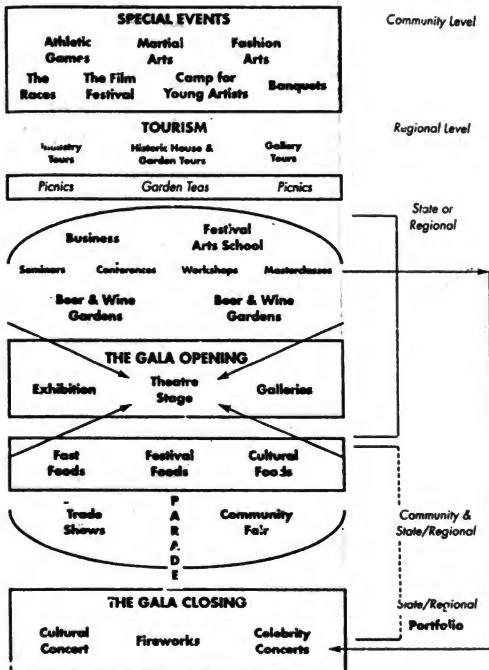 SPECIAL EVENTS
Community Level
Athletic Games
Martial Arts
Fashion Arts
The Races
The Film Festival
Camp for Young Artists
Banquets
TOURISM
Regional Level
Industry Tours
Historic House & Garden Tours
Gallery Tours
Picnics Garden Teas Picnics
State or Regional
Business
Festival Arts School
Seminars Conferences Workshops Masterclasses
Beer & Wine Gardens
Beer & Wine Gardens
THE GALA OPENING
Exhibition
Theatre Stage
Galleries
Fast Foods
Festival Foods
Cultural Foods
PARADE
Trade Shows
Community Fair
Community & State/Regional
THE GALA CLOSING
State/Regional Portfolio
Cultural Concert
Fireworks
Celebrity Concerts